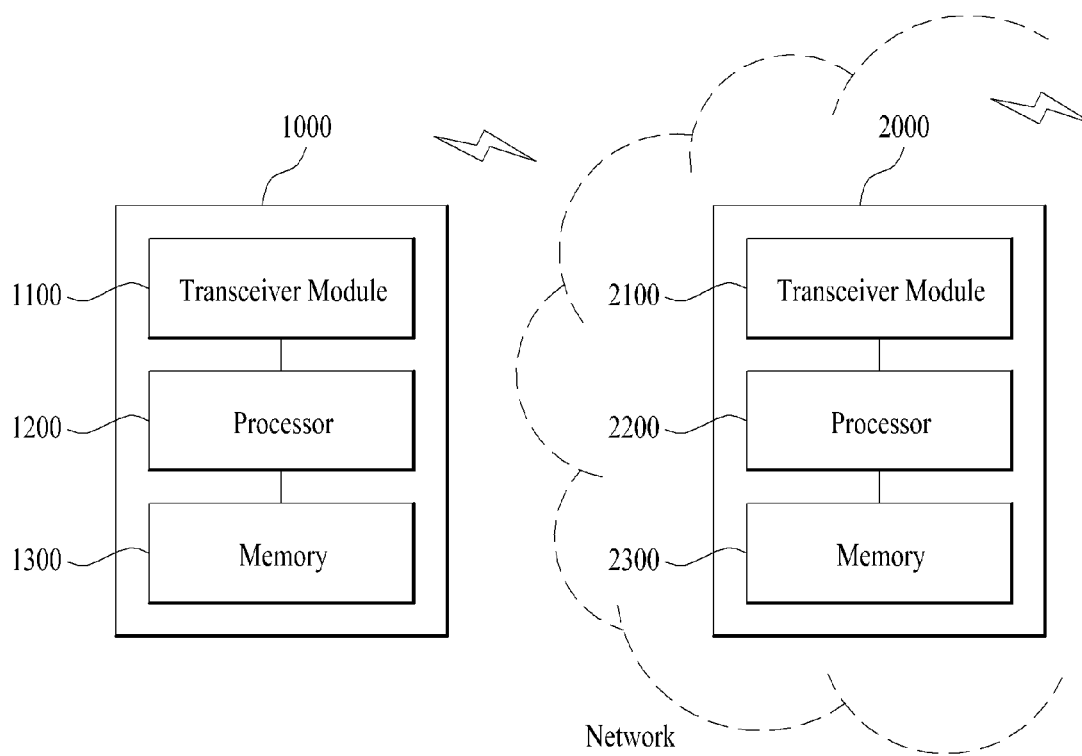 1000
1100
Transceiver Module
1200
Processor
1300
Memory
2000
2100
Transceiver Module
2200
Processor
2300
Memory
Network